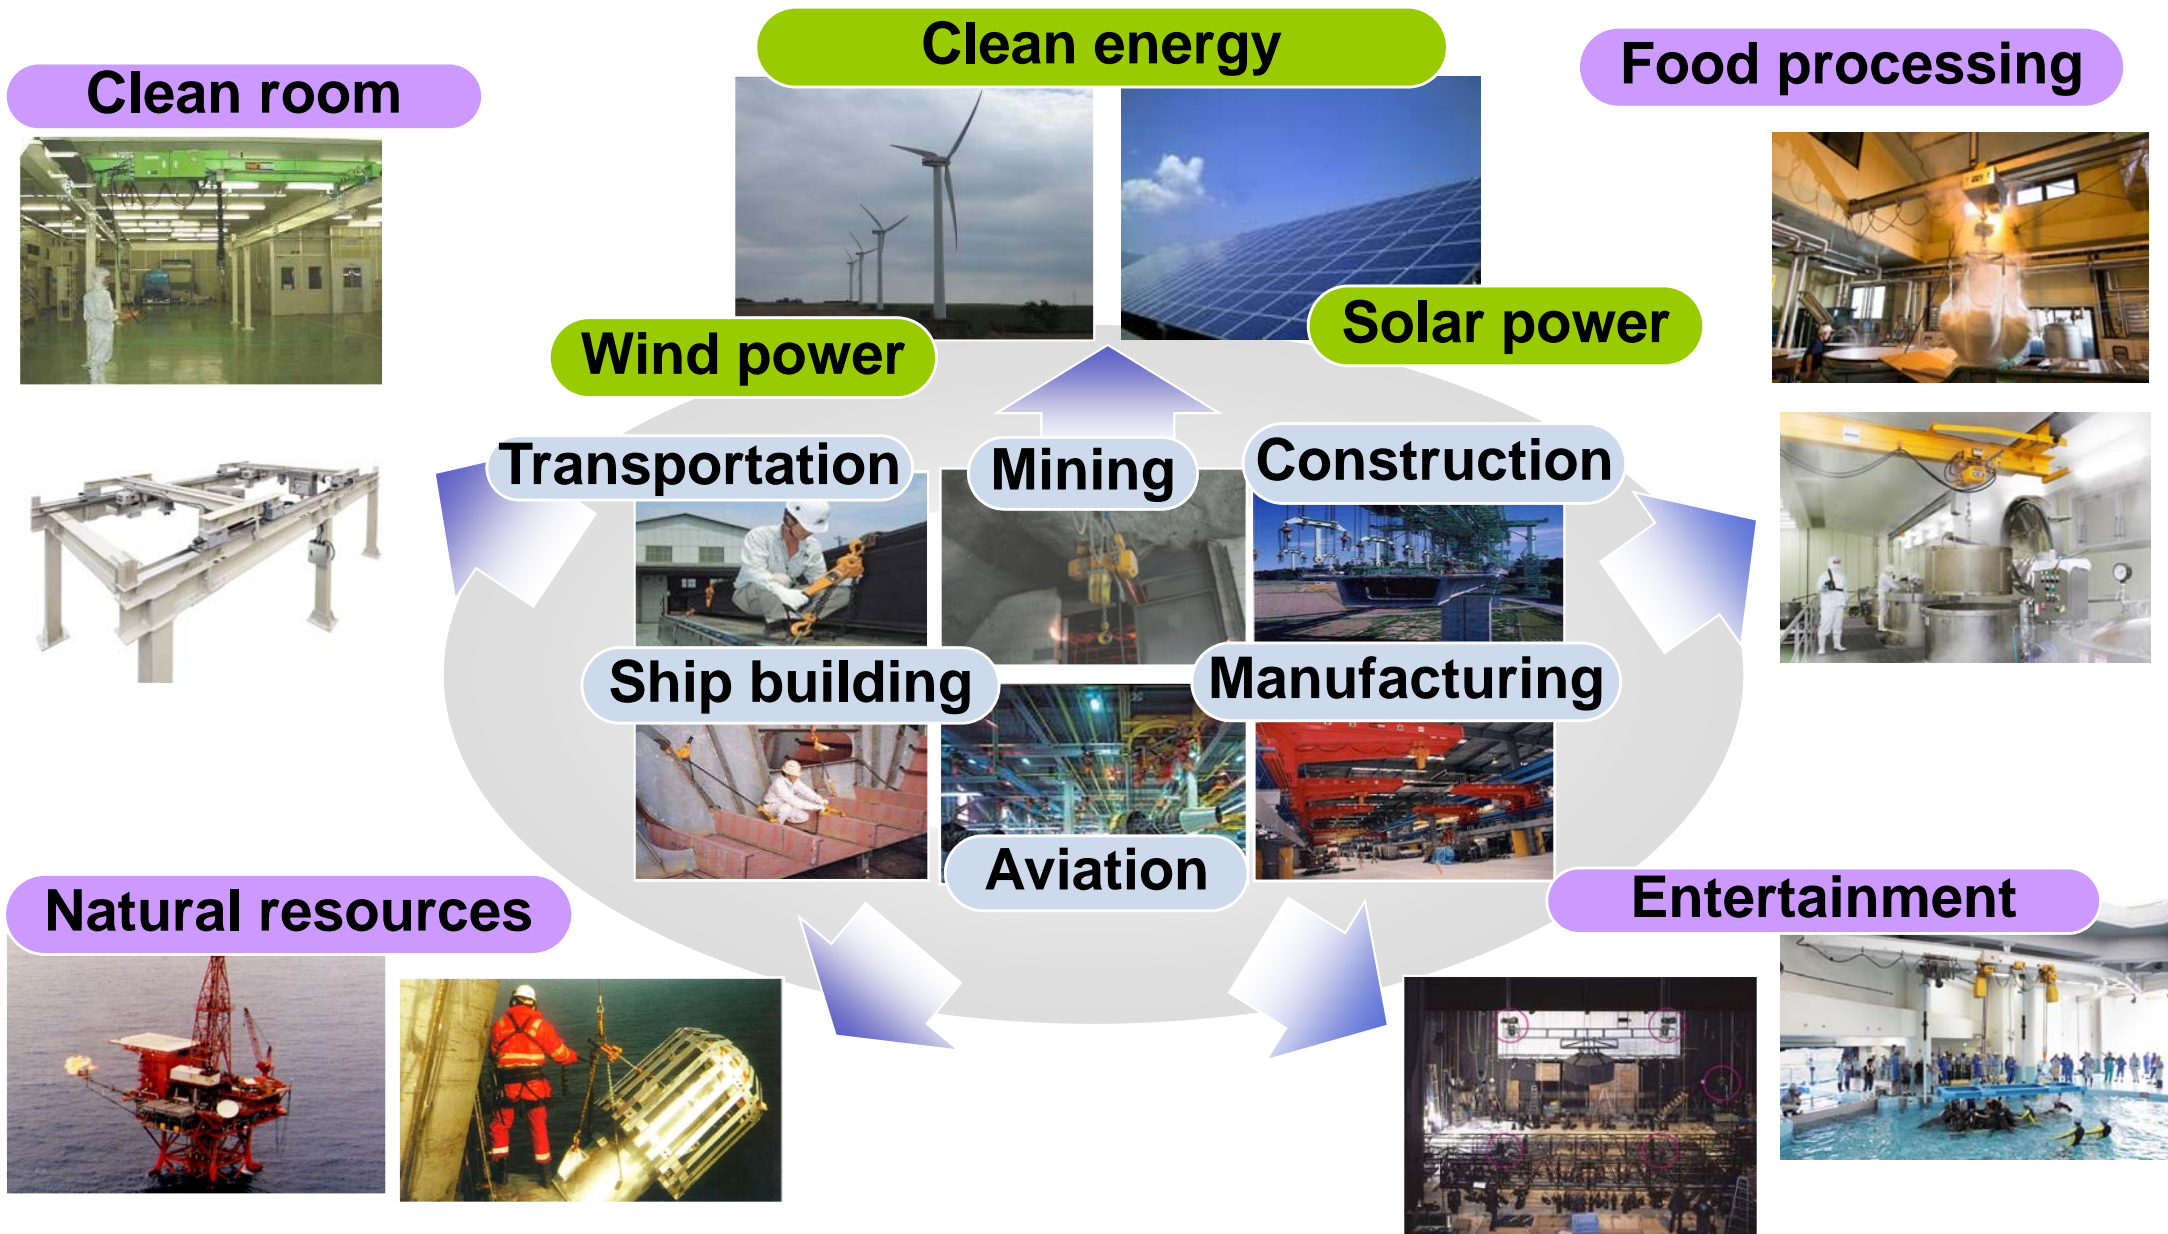 Clean energy
Food processing
Clean room
Solar power
Wind power
Transportation
Mining
Construction
Ship building
Manufacturing
Aviation
Natural resources
Entertainment